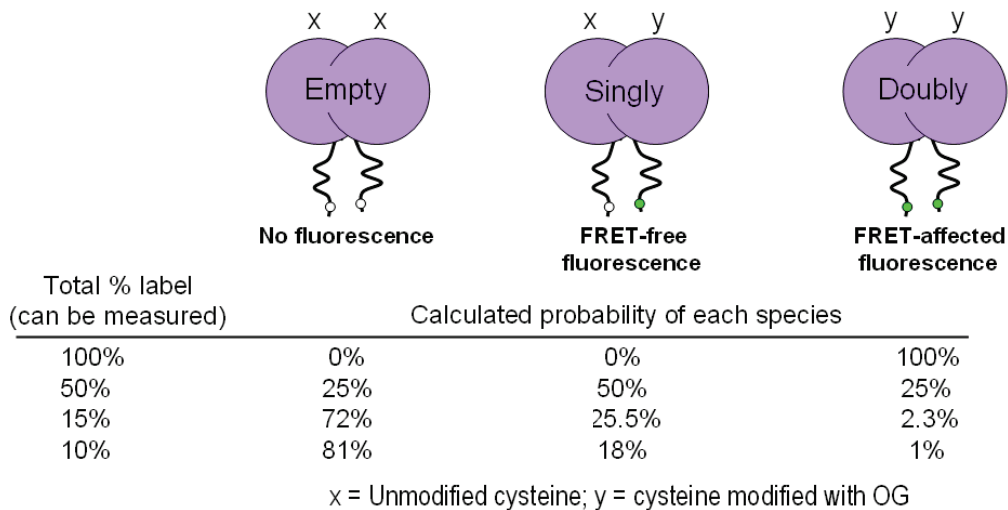 x x x y y y
Empty Singly Doubly
No fluorescence FRET-free FRET-affected
fluorescence fluorescence
Total % label
(can be measured) Calculated probability of each species
100% 0% 0% 100%
50% 25% 50% 25%
15% 72% 25.5% 2.3%
10% 81% 18% 1%
x = Unmodified cysteine; y = cysteine modified with OG